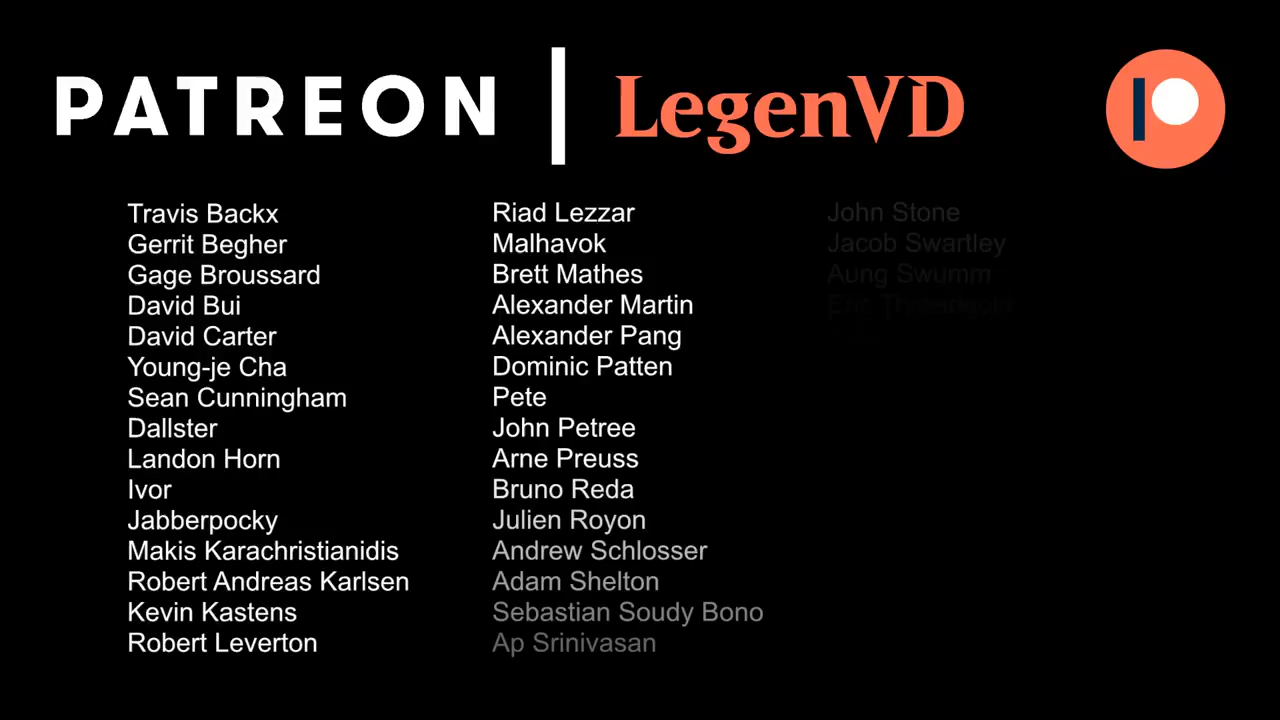 PATREON | LegenVD
Travis Backx
Gerrit Begher
Gage Broussard
David Bui
David Carter
Young-je Cha
Sean Cunningham
Dallster
Landon Horn
Ivor
Jabberpocky
Makis Karachristianidis
Robert Andreas Karlsen
Kevin Kastens
Robert Leverton
Riad Lezzar
Malhavok
Brett Mathes
Alexander Martin
Alexander Pang
Dominic Patten
Pete
John Petree
Arne Preuss
Bruno Reda
Julien Royon
Andrew Schlosser
Adam Shelton
Sebastian Soudy Bono
Ap Srinivasan
John Stone
Jacob Swartley
Aung Swumm
Eric